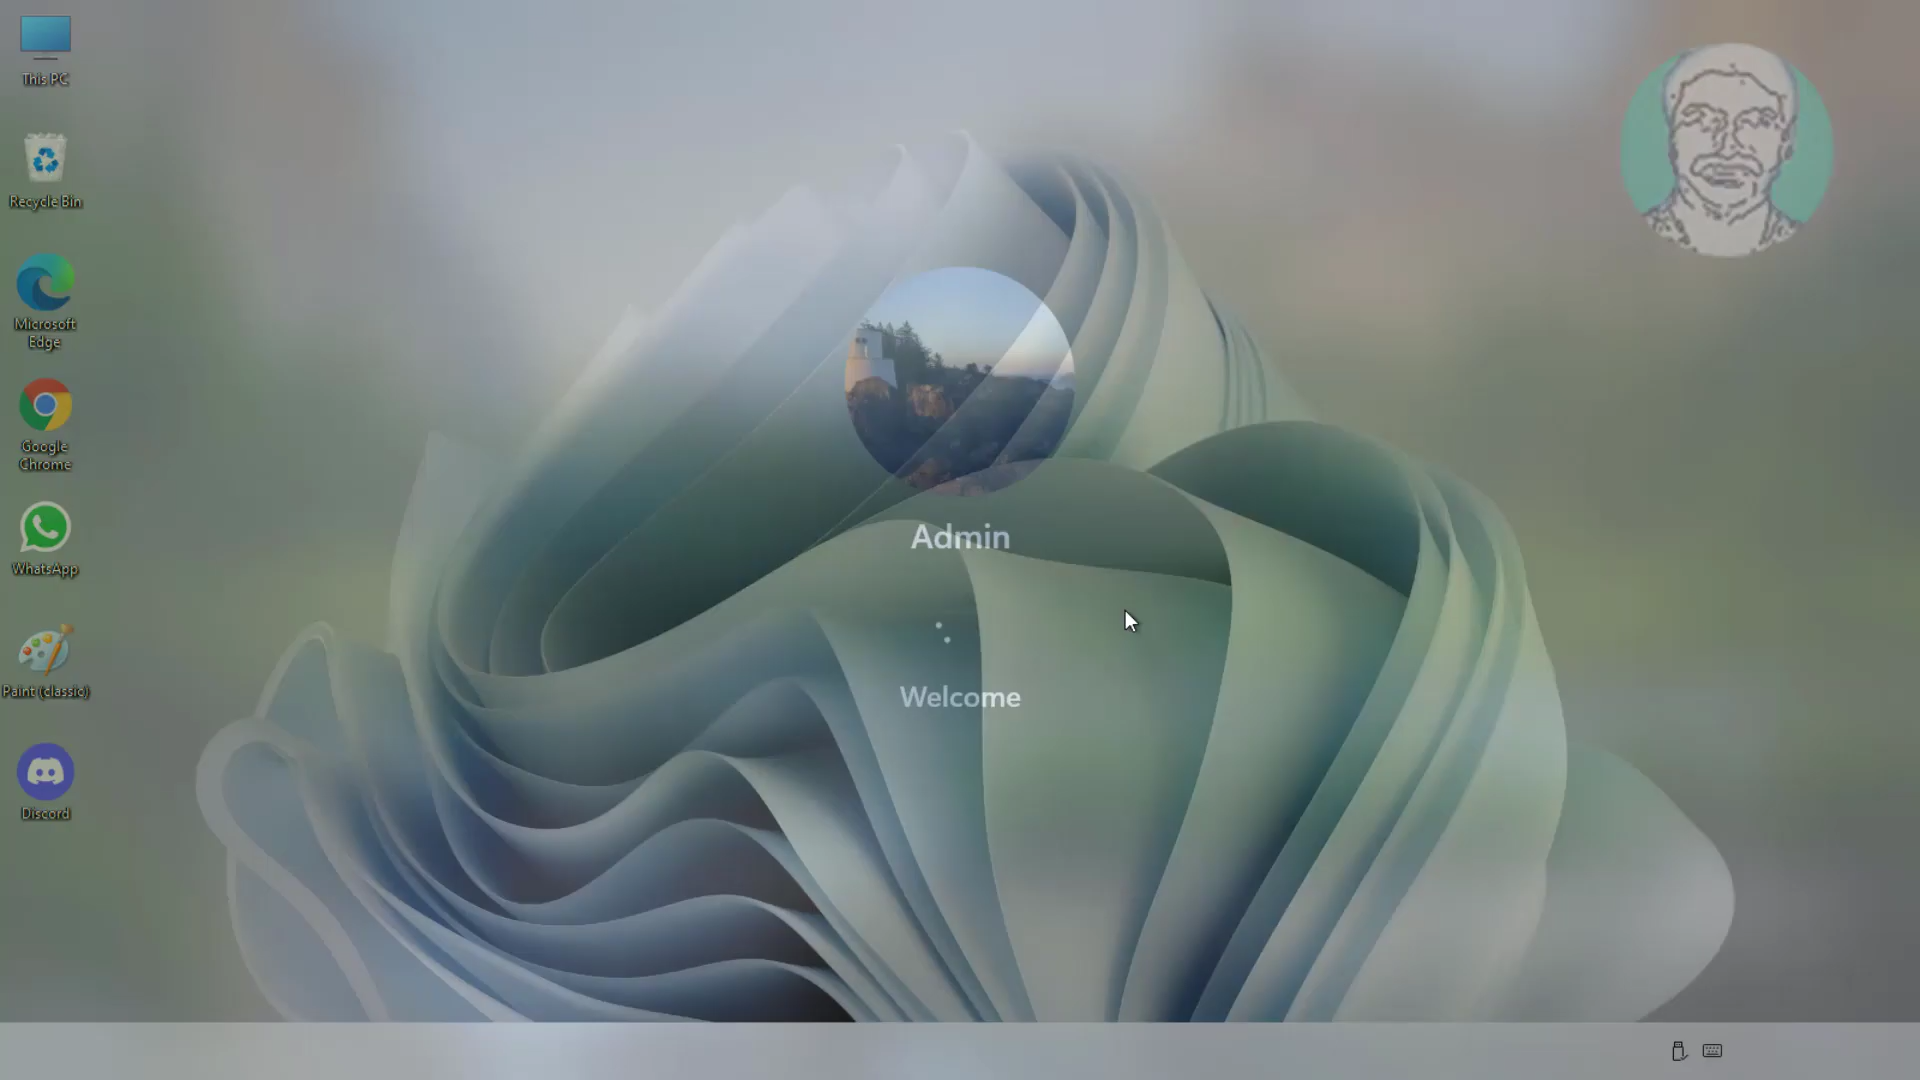 This PC
Recycle Bin
Microsoft
Edge
Google
Chrome
WhatsApp
Paint (classic)
Discord
Admin
Welcome